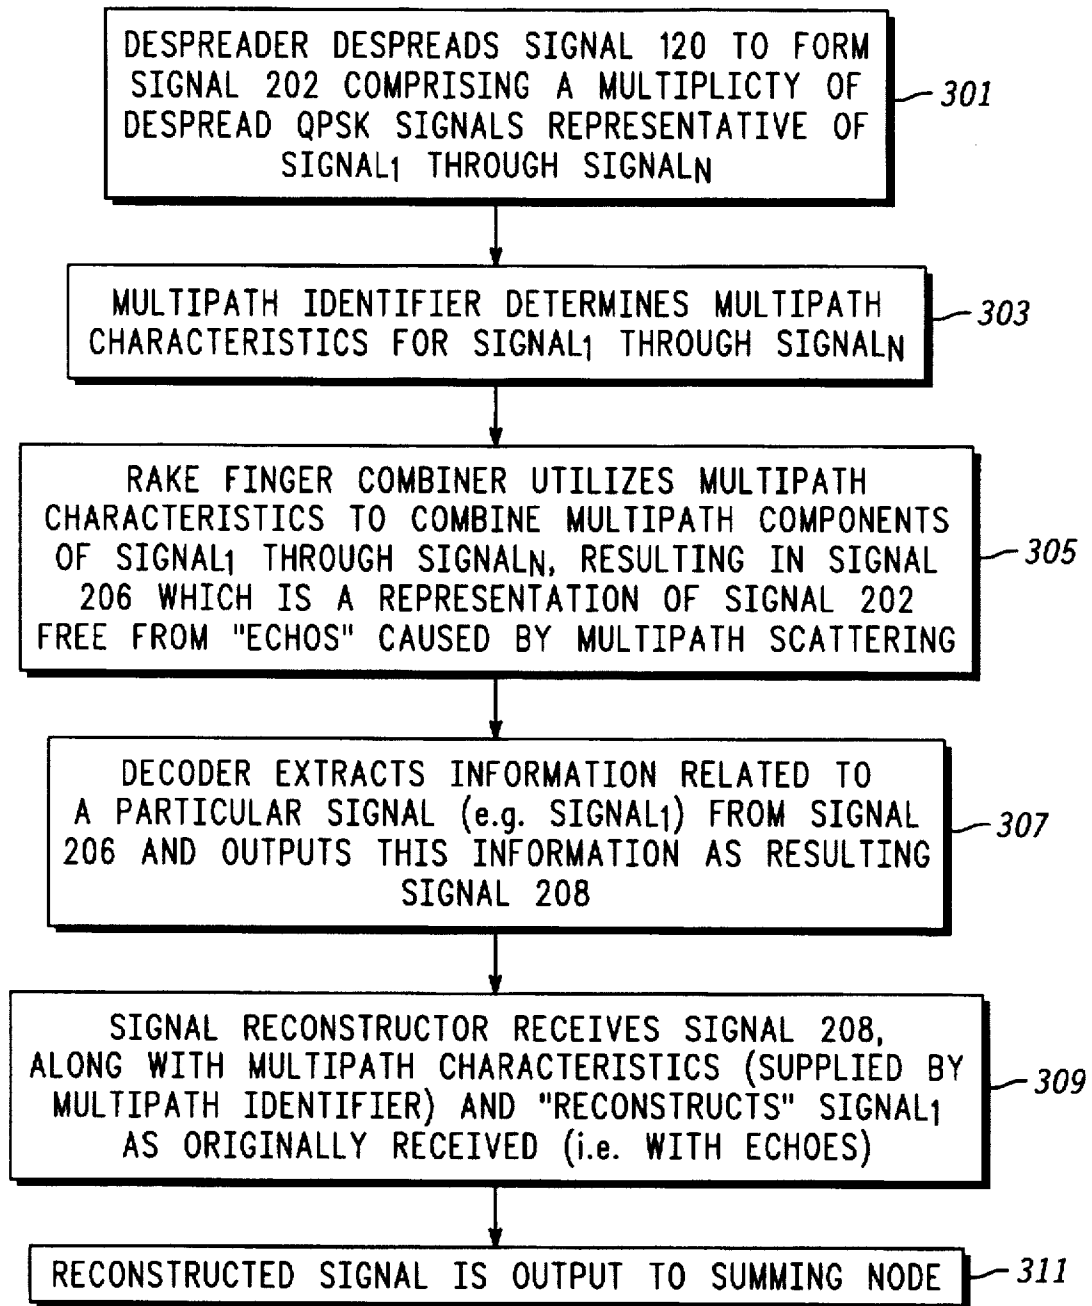 DESPREADER DESPREADS SIGNAL 120 TO FORM
SIGNAL 202 COMPRISING A MULTIPLICTY OF
DESPREAD QPSK SIGNALS REPRESENTATIVE OF
SIGNAL1 THROUGH SIGNALN
301
MULTIPATH IDENTIFIER DETERMINES MULTIPATH
CHARACTERISTICS FOR SIGNAL1 THROUGH SIGNALN
303
RAKE FINGER COMBINER UTILIZES MULTIPATH
CHARACTERISTICS TO COMBINE MULTIPATH COMPONENTS
OF SIGNAL1 THROUGH SIGNALN, RESULTING IN SIGNAL
206 WHICH IS A REPRESENTATION OF SIGNAL 202
FREE FROM "ECHOS" CAUSED BY MULTIPATH SCATTERING
305
DECODER EXTRACTS INFORMATION RELATED TO
A PARTICULAR SIGNAL (e.g. SIGNAL1) FROM SIGNAL
206 AND OUTPUTS THIS INFORMATION AS RESULTING
SIGNAL 208
307
SIGNAL RECONSTRUCTOR RECEIVES SIGNAL 208,
ALONG WITH MULTIPATH CHARACTERISTICS (SUPPLIED BY
MULTIPATH IDENTIFIER) AND "RECONSTRUCTS" SIGNAL1
AS ORIGINALLY RECEIVED (i.e. WITH ECHOES)
309
RECONSTRUCTED SIGNAL IS OUTPUT TO SUMMING NODE
311